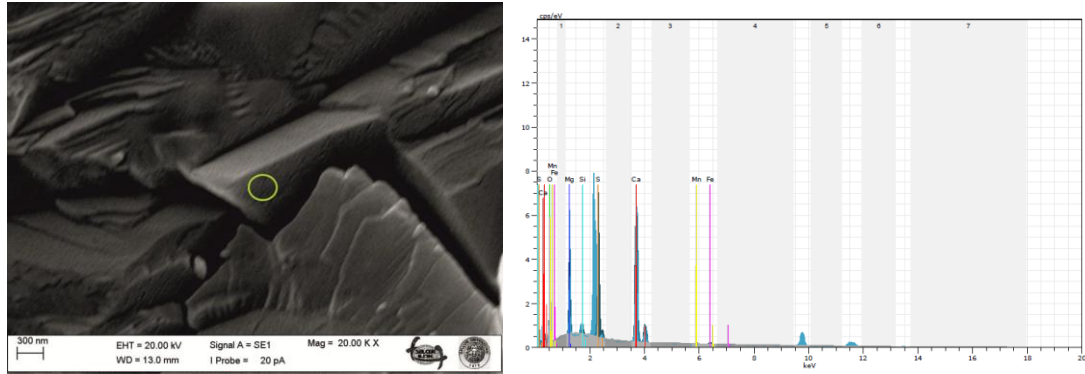 300 nm
EHT = 20.00 kV Signal A = SE1 Mag = 20.00 K X
WD = 13.0 mm I Probe = 20 pA
cps/eV
1 2 3 4 5 6 7
14
12
10
8
6
4
2
0
Mn
S O Fe Mg Si S Ca Mn Fe
Ca
2 4 6 8 10 12 14 16 18 20
keV